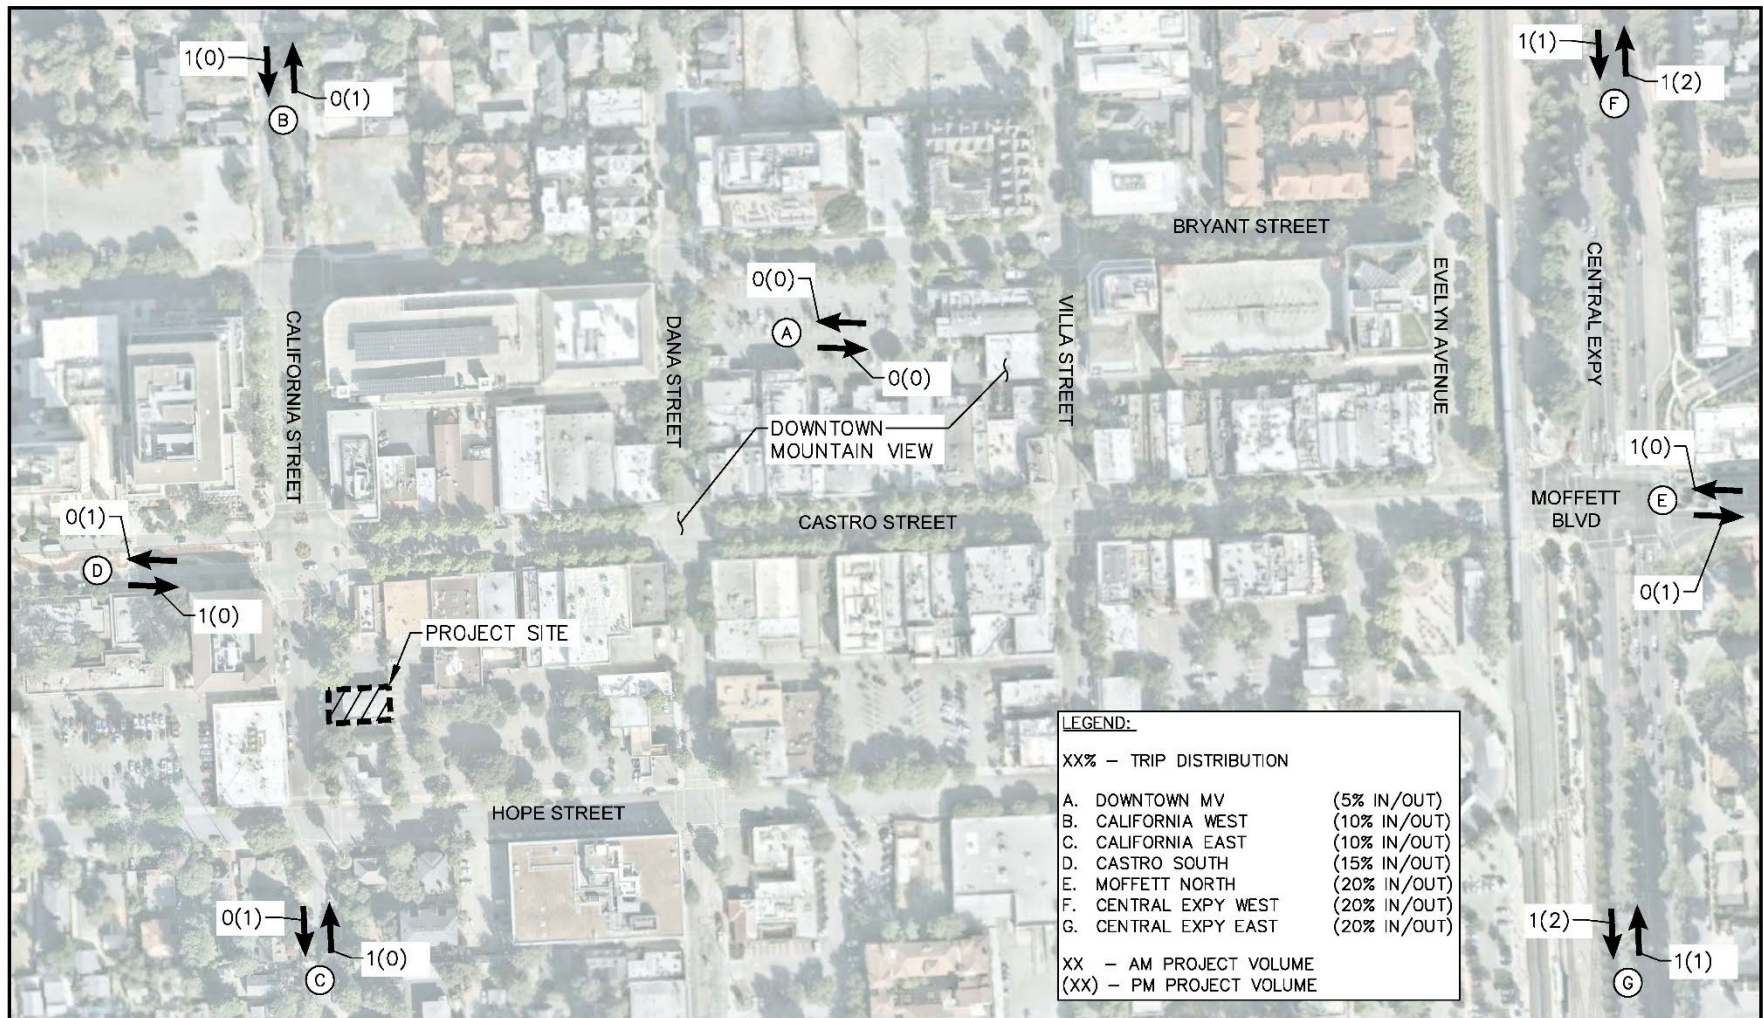 1(0)
0(1)
B
1(1)
1(2)
F
BRYANT STREET
0(0)
A
0(0)
CALIFORNIA STREET
DANA STREET
VILLA STREET
EVELYN AVENUE
CENTRAL EXPY
DOWNTOWN
MOUNTAIN VIEW
1(0)
E
MOFFETT
BLVD
0(1)
CASTRO STREET
0(1)
D
1(0)
PROJECT SITE
HOPE STREET
LEGEND:
XX% – TRIP DISTRIBUTION
A. DOWNTOWN MV (5% IN/OUT)
B. CALIFORNIA WEST (10% IN/OUT)
C. CALIFORNIA EAST (10% IN/OUT)
D. CASTRO SOUTH (15% IN/OUT)
E. MOFFETT NORTH (20% IN/OUT)
F. CENTRAL EXPY WEST (20% IN/OUT)
G. CENTRAL EXPY EAST (20% IN/OUT)
XX – AM PROJECT VOLUME
(XX) – PM PROJECT VOLUME
0(1)
1(0)
C
1(2)
1(1)
G